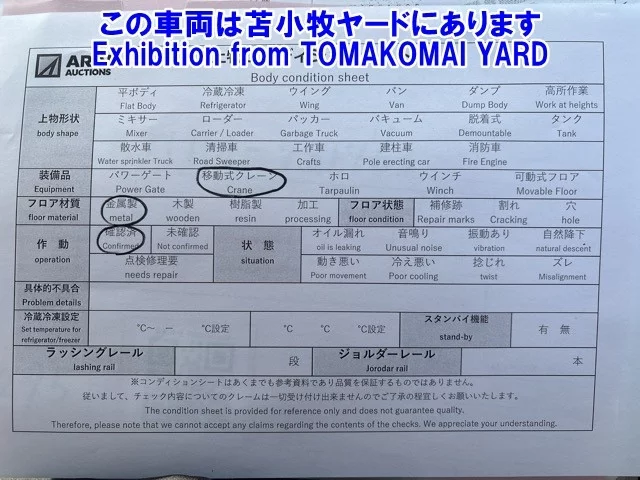 この車両は苫小牧ヤードにあります
Exhibition from TOMAKOMAI YARD
AUCTIONS
Body condition sheet
上物形状 body shape
平ボディ 冷蔵冷凍 ウイング バン ダンプ 高所作業
Flat Body Refrigerator Wing Van Dump Body Work at heights
ミキサー ローダー パッカー バキューム 脱着式 タンク
Mixer Carrier / Loader Garbage Truck Vacuum Demountable Tank
散水車 清掃車 工作車 建柱車 消防車
Water sprinkler Truck Road Sweeper Crafts Pole erecting car Fire Engine
装備品 パワーゲート 移動式クレーン ホロ ウインチ 可動式フロア
Equipment Power Gate Crane Tarpaulin Winch Movable Floor
フロア材質 金属製 木製 樹脂製 加工 フロア状態 補修跡 割れ 穴
floor material metal wooden resin processing floor condition Repair marks Cracking hole
作動 operation
確認済 未確認
Confirmed Not confirmed
点検修理要
needs repair
状態 situation
オイル漏れ 音鳴り 振動あり 自然降下
oil is leaking Unusual noise vibration natural descent
動き悪い 冷え悪い 捻じれ ズレ
Poor movement Poor cooling twist Misalignment
具体的不具合
Problem details
冷蔵冷凍設定 ℃～ ー ℃設定 ℃ ℃ ℃設定 スタンバイ機能 有 無
Set temperature for refrigerator/freezer stand-by
ラッシングレール 段 ジョルダーレール 本
lashing rail Jorodar rail
※コンディションシートはあくまでも参考資料であり品質を保証するものではありません。
従いまして、チェック内容についてのクレームは一切受け付け出来ませんのでご了承の程宜しくお願いいたします。
The condition sheet is provided for reference only and does not guarantee quality.
Therefore, please note that we cannot accept any claims regarding the contents of the checks. We appreciate your understanding.